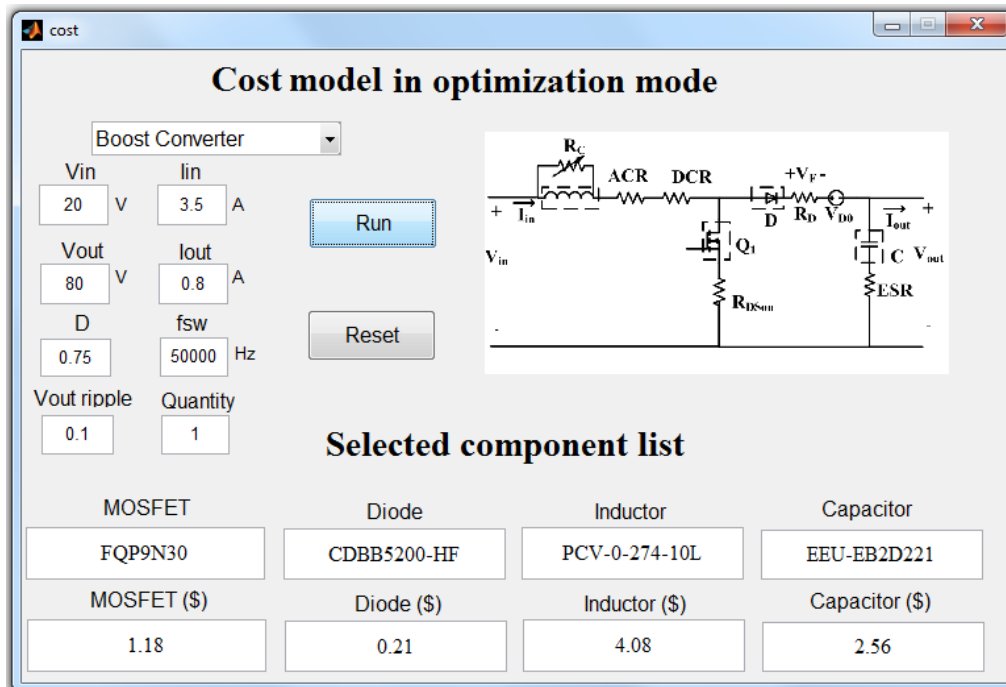 cost
Cost model in optimization mode
Boost Converter
Vin Iin
20 V 3.5 A
Vout Iout
80 V 0.8 A
D fsw
0.75 50000 Hz
Vout ripple Quantity
0.1 1
Run
Reset
RC
ACR DCR +VF-
+ Iin D RD VD0 Iout +
Vin Q1 C Vout
RDSon ESR
- -
Selected component list
MOSFET Diode Inductor Capacitor
FQP9N30 CDBB5200-HF PCV-0-274-10L EEU-EB2D221
MOSFET ($) Diode ($) Inductor ($) Capacitor ($)
1.18 0.21 4.08 2.56